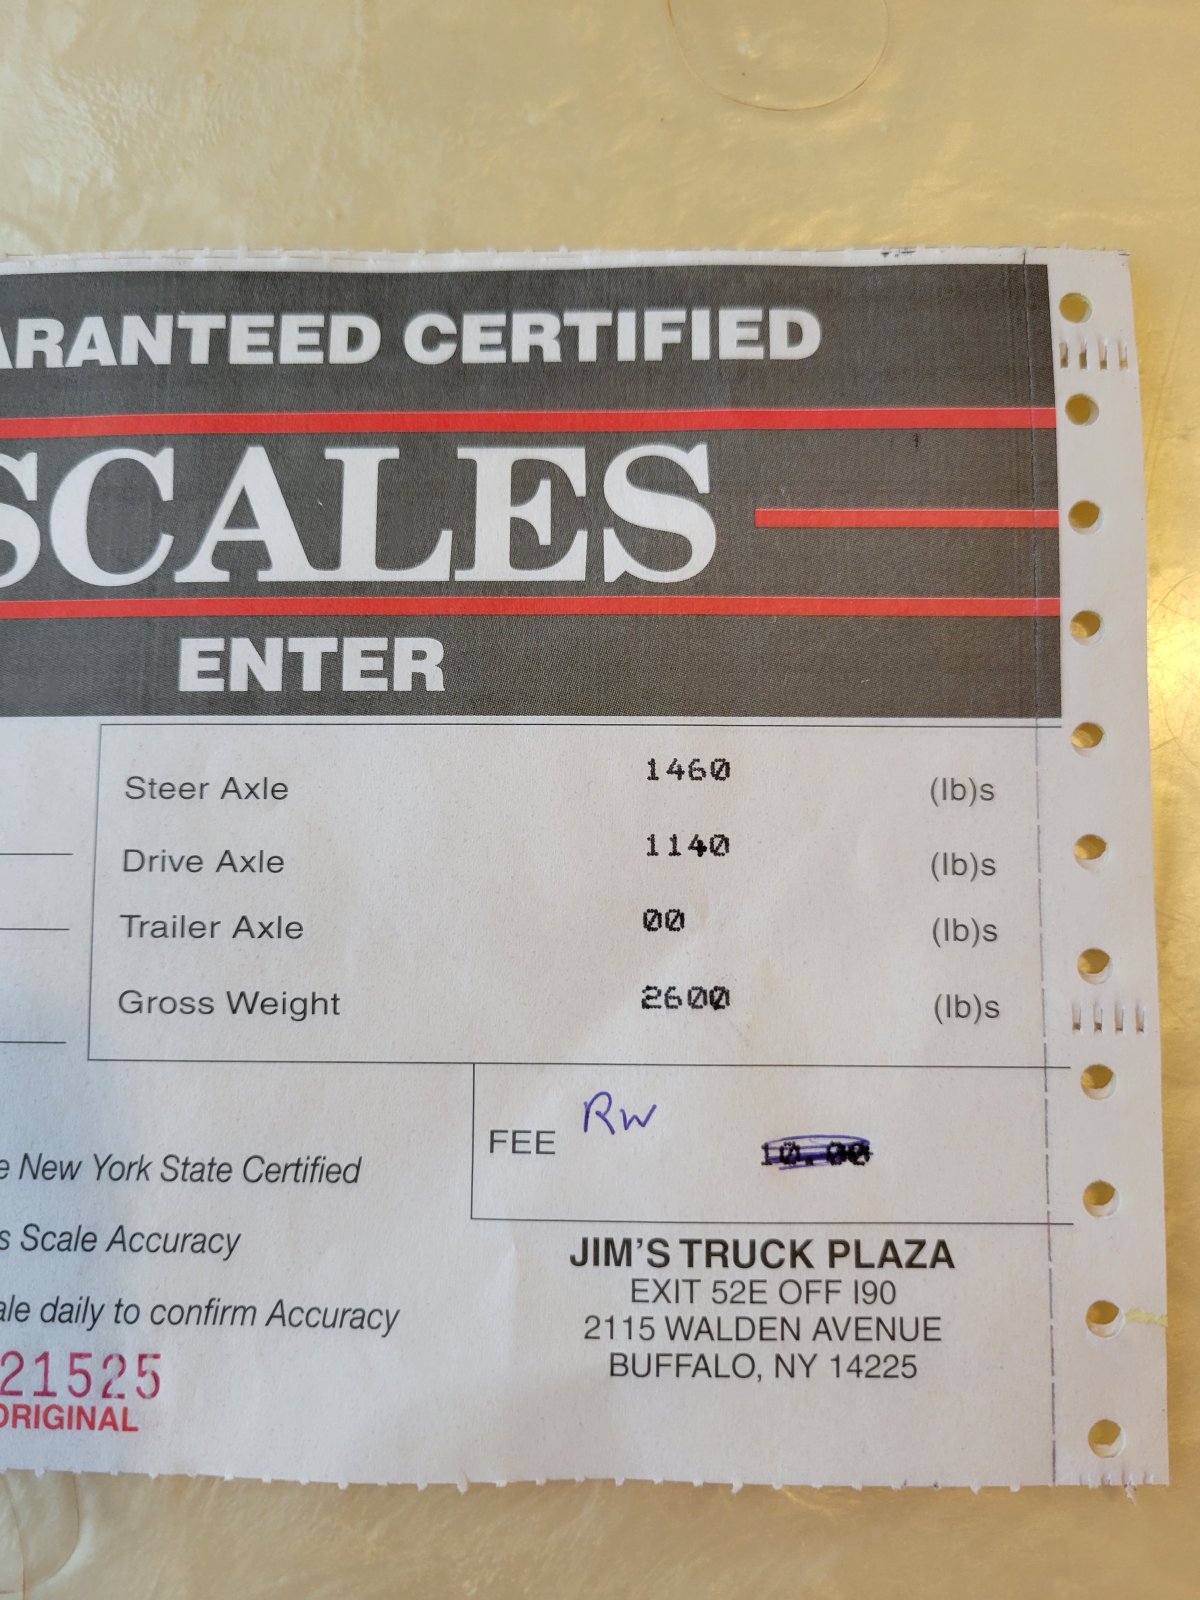 ARANTEED CERTIFIED
SCALES
ENTER
Steer Axle 1460 (lb)s
Drive Axle 1140 (lb)s
Trailer Axle 00 (lb)s
Gross Weight 2600 (lb)s
FEE RW 10.00
e New York State Certified
s Scale Accuracy
ale daily to confirm Accuracy
21525
ORIGINAL
JIM'S TRUCK PLAZA
EXIT 52E OFF I90
2115 WALDEN AVENUE
BUFFALO, NY 14225